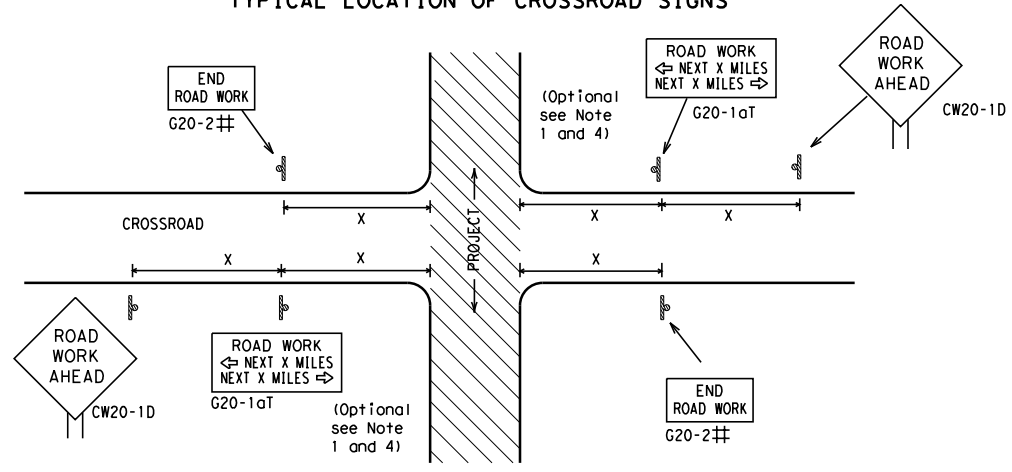 TYPICAL LOCATION OF CROSSROAD SIGNS
END
ROAD WORK
G20-2#
(Optional
see Note
1 and 4)
ROAD WORK
⇦ NEXT X MILES
NEXT X MILES ⇨
G20-1aT
ROAD
WORK
AHEAD
CW20-1D
X
X
X
CROSSROAD
PROJECT
X
X
X
ROAD
WORK
AHEAD
CW20-1D
ROAD WORK
⇦ NEXT X MILES
NEXT X MILES ⇨
G20-1aT
(Optional
see Note
1 and 4)
END
ROAD WORK
G20-2#